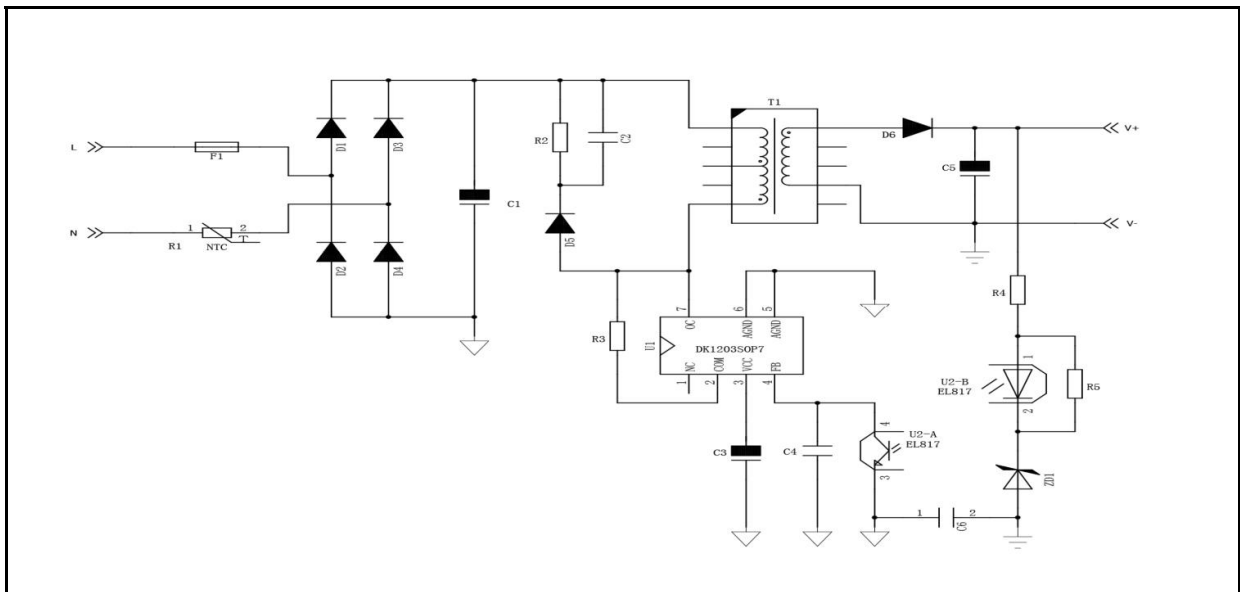 T1
L
F1
D1
D3
R2
C2
D6
V+
C5
C1
N
1
2
R1
NTC
D2
D4
D5
V-
R3
7
6
5
OC
AGND
AGND
U1
DK1203SOP7
NC
COM
VCC
FB
1
2
3
4
R4
1
U2-B
EL817
R5
2
C3
C4
4
U2-A
EL817
3
ZD1
1
2
C6